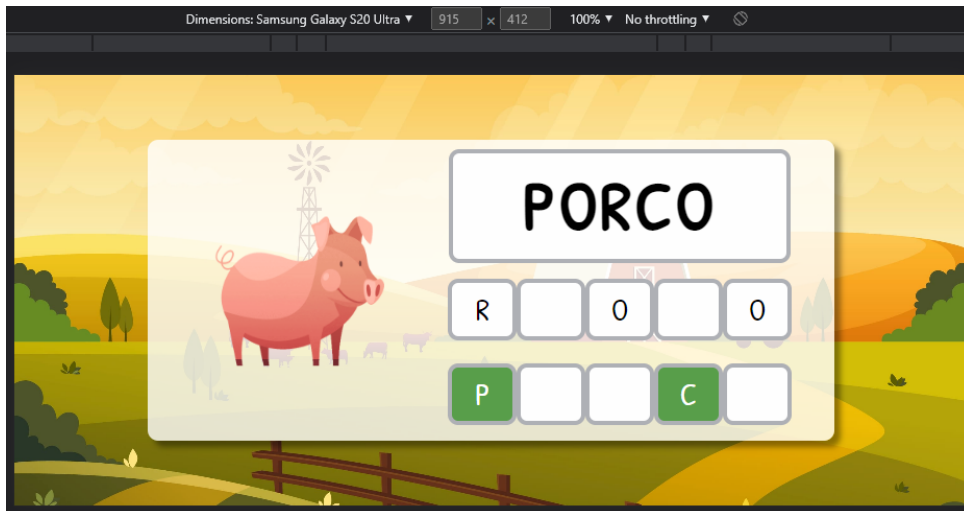 Dimensions: Samsung Galaxy S20 Ultra ▼ 915 × 412 100% ▼ No throttling ▼
PORCO
R O O
P C